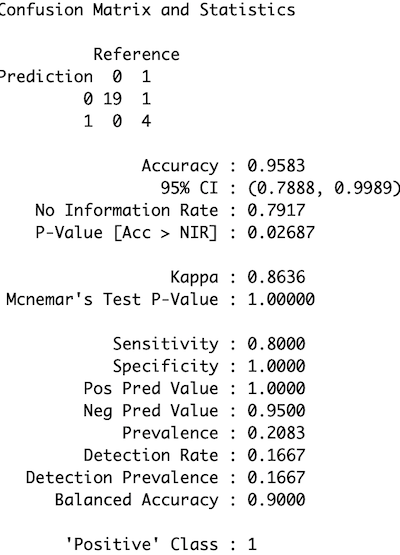 Confusion Matrix and Statistics
Reference
Prediction 0 1
0 19 1
1 0 4
Accuracy : 0.9583
95% CI : (0.7888, 0.9989)
No Information Rate : 0.7917
P-Value [Acc > NIR] : 0.02687
Kappa : 0.8636
Mcnemar's Test P-Value : 1.00000
Sensitivity : 0.8000
Specificity : 1.0000
Pos Pred Value : 1.0000
Neg Pred Value : 0.9500
Prevalence : 0.2083
Detection Rate : 0.1667
Detection Prevalence : 0.1667
Balanced Accuracy : 0.9000
'Positive' Class : 1